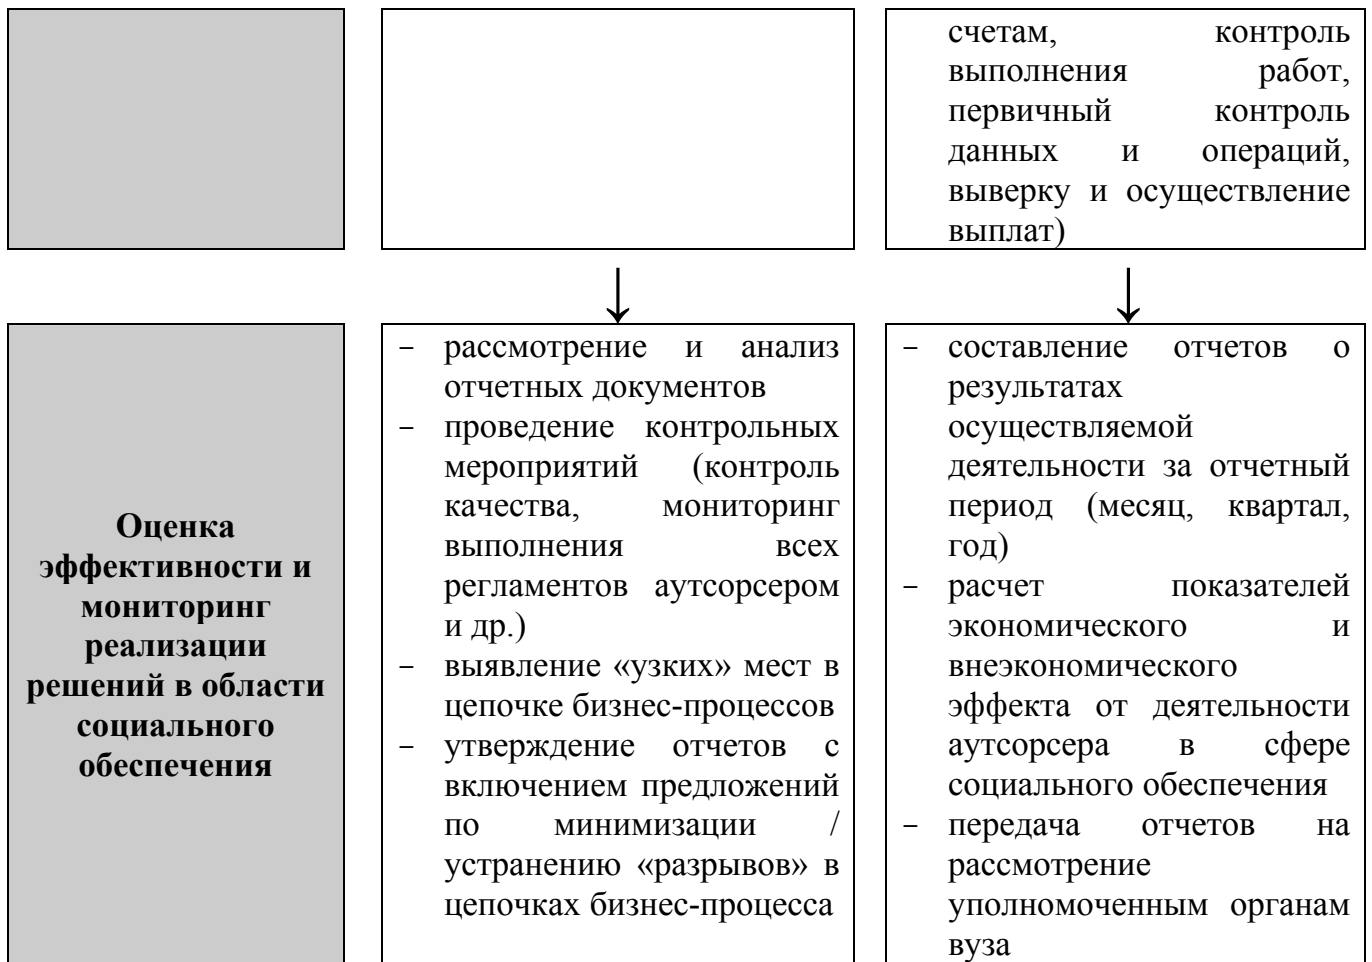 счетам, контроль
выполнения работ,
первичный контроль
данных и операций,
выверку и осуществление
выплат)
↓ ↓
Оценка
эффективности и
мониторинг
реализации
решений в области
социального
обеспечения
- рассмотрение и анализ
отчетных документов
- проведение контрольных
мероприятий (контроль
качества, мониторинг
выполнения всех
регламентов аутсорсером
и др.)
- выявление «узких» мест в
цепочке бизнес-процессов
- утверждение отчетов с
включением предложений
по минимизации /
устранению «разрывов» в
цепочках бизнес-процесса
- составление отчетов о
результатах
осуществляемой
деятельности за отчетный
период (месяц, квартал,
год)
- расчет показателей
экономического и
внеэкономического
эффекта от деятельности
аутсорсера в сфере
социального обеспечения
- передача отчетов на
рассмотрение
уполномоченным органам
вуза